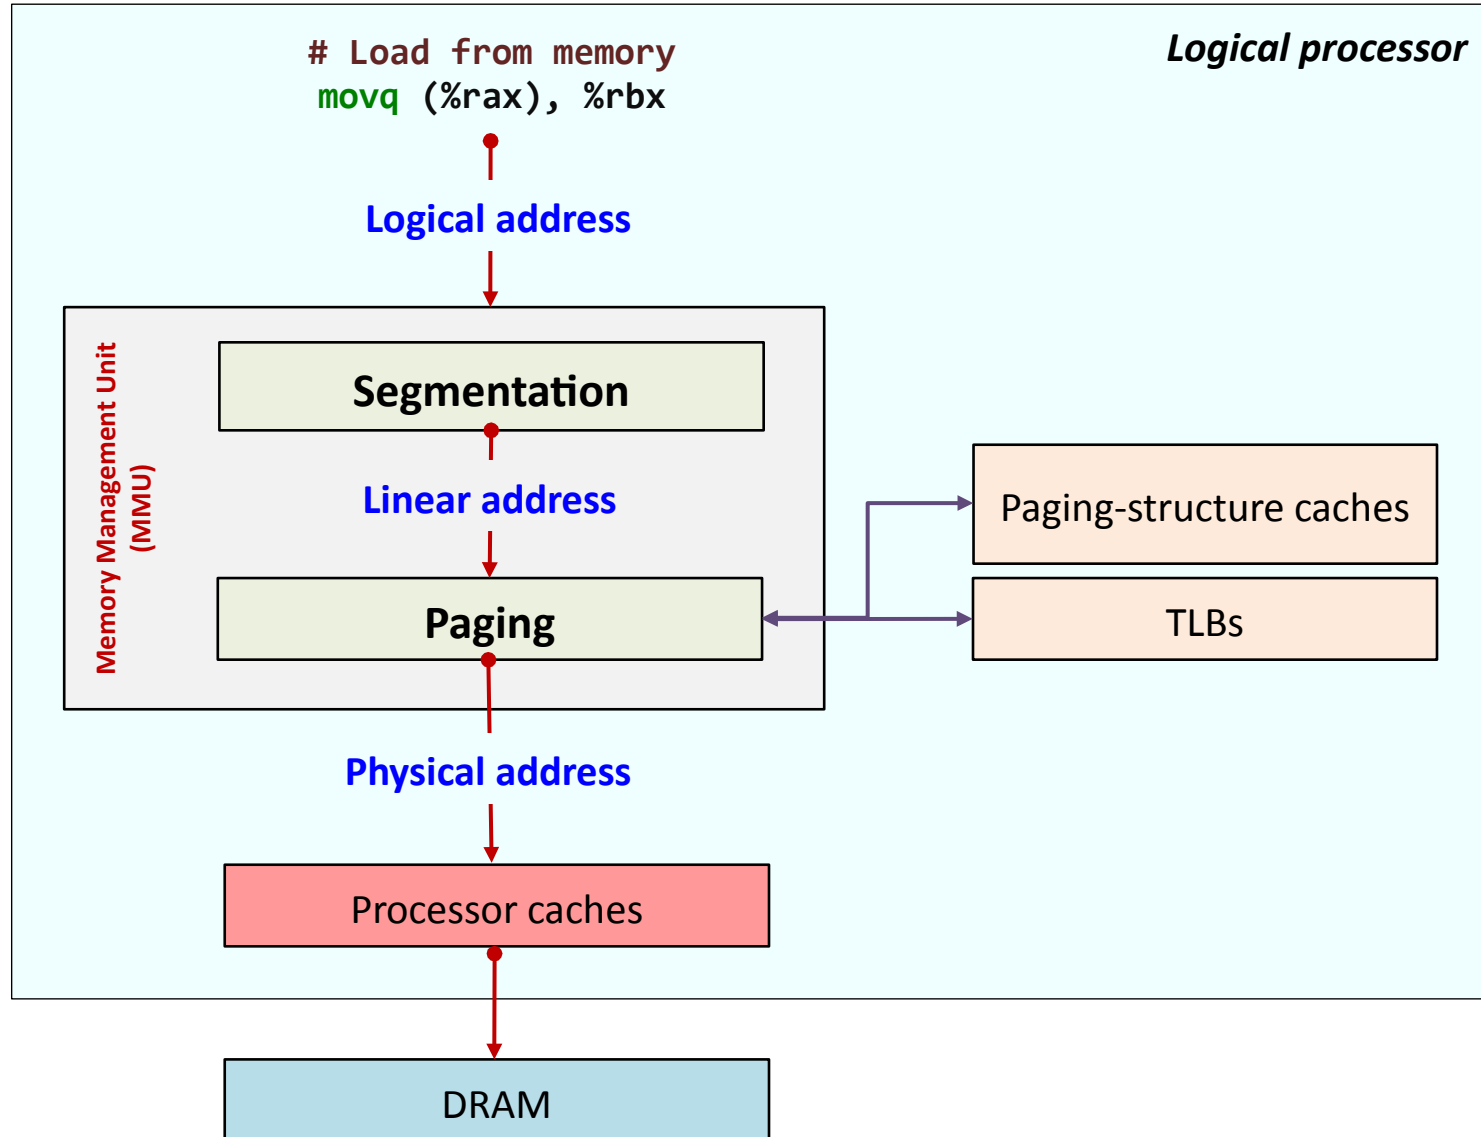 Logical processor
# Load from memory
movq (%rax), %rbx
Logical address
Memory Management Unit
(MMU)
Segmentation
Linear address
Paging
Paging-structure caches
TLBs
Physical address
Processor caches
DRAM